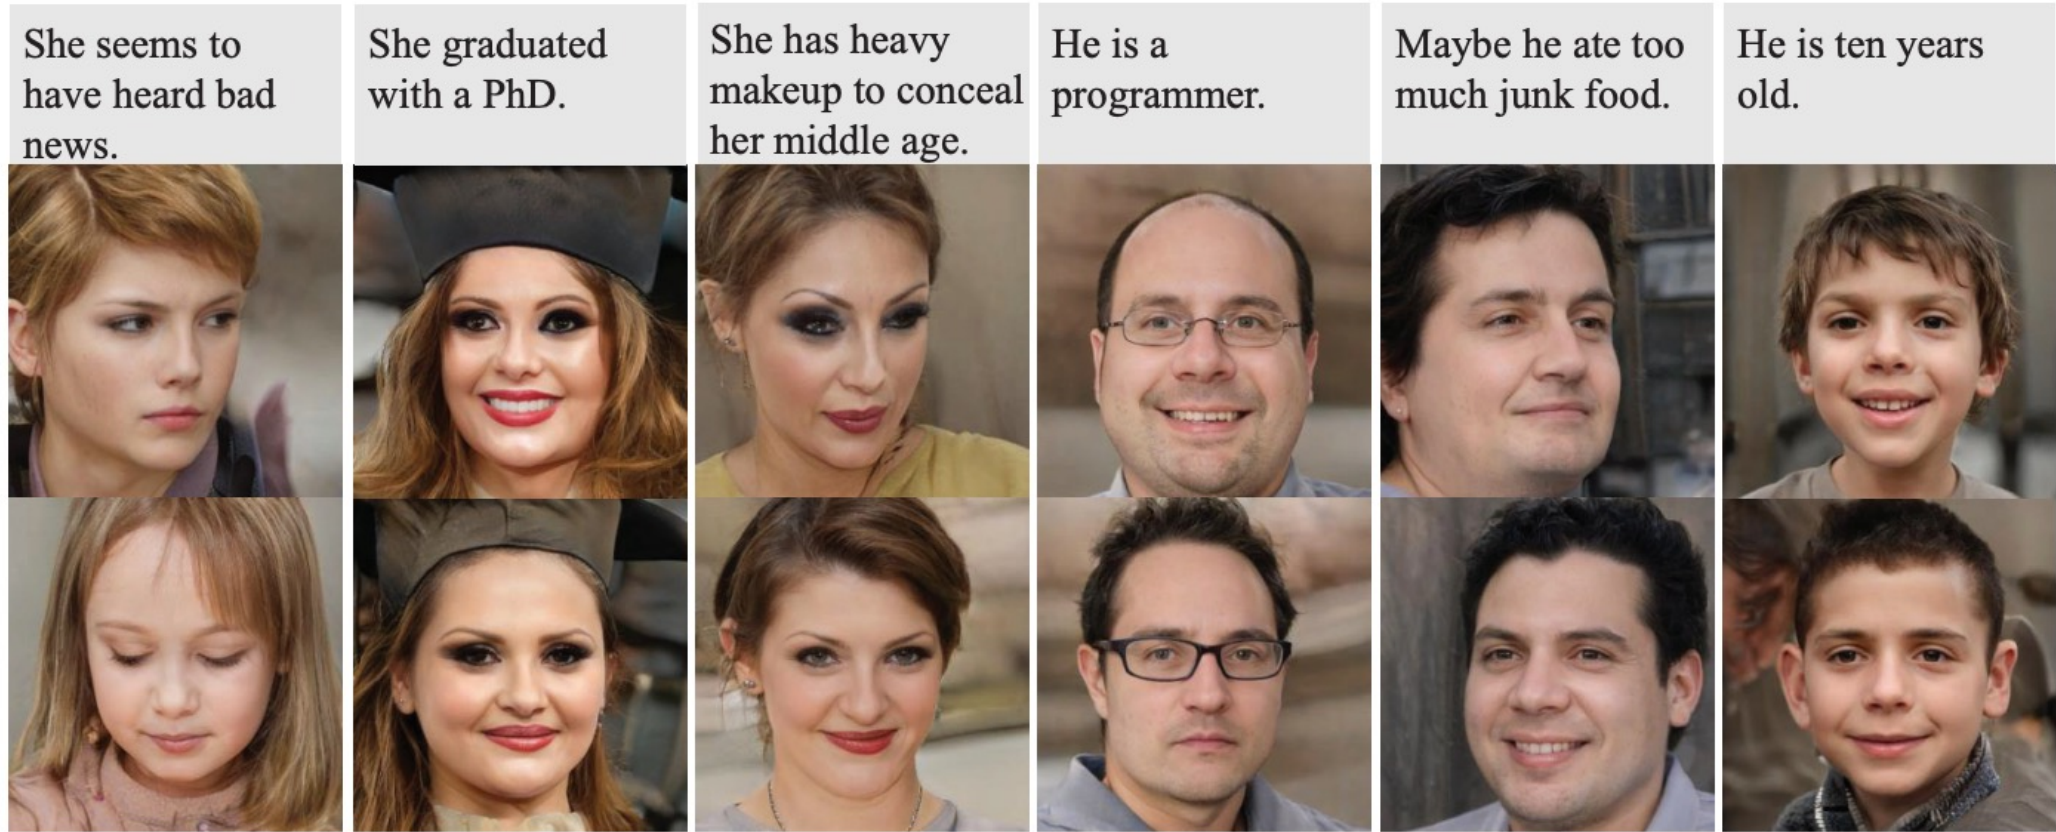 She seems to
have heard bad
news.
She graduated
with a PhD.
She has heavy
makeup to conceal
her middle age.
He is a
programmer.
Maybe he ate too
much junk food.
He is ten years
old.